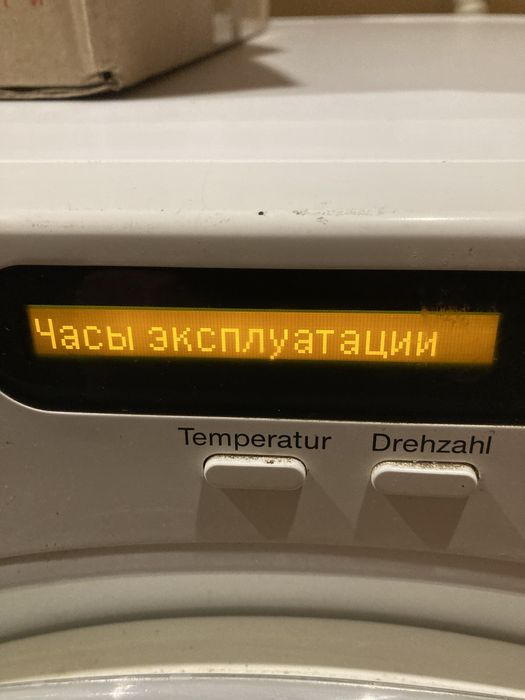 Часы эксплуатации
Temperatur Drehzahl